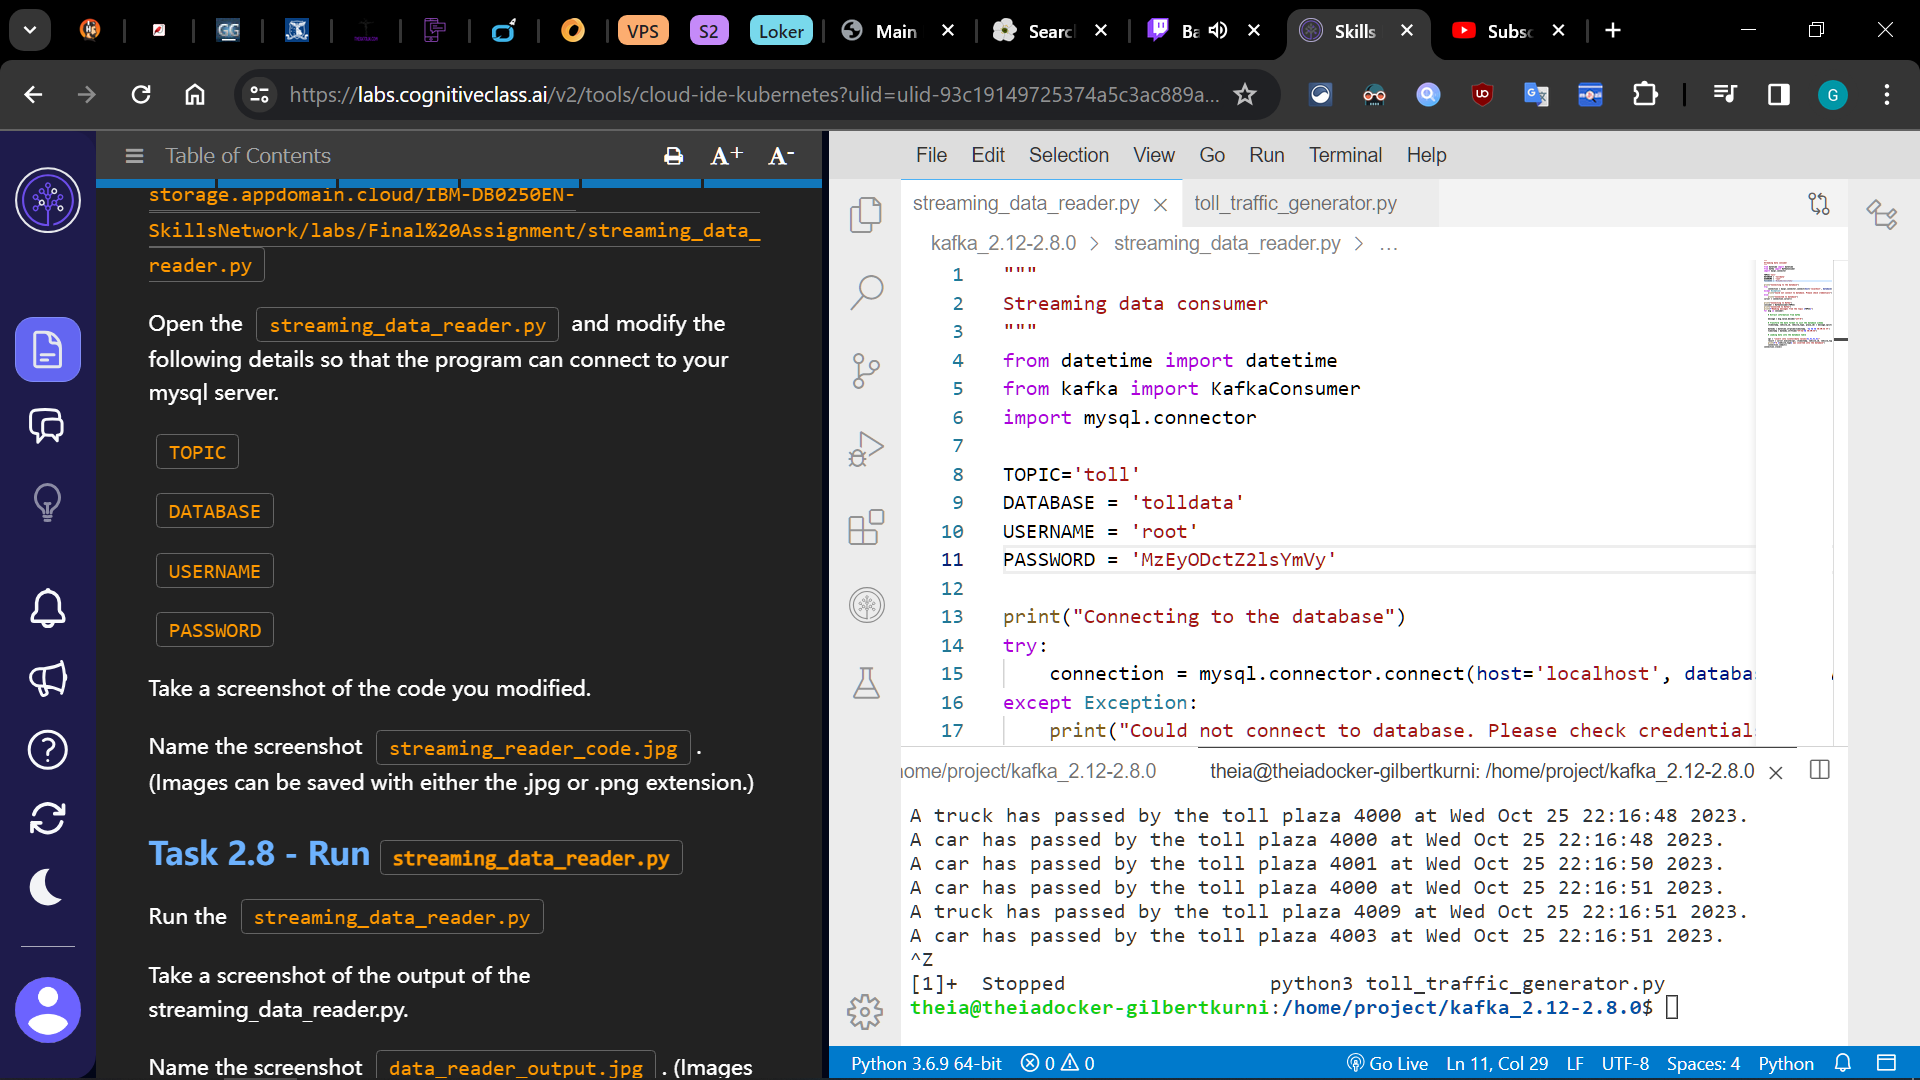 VPS
S2
Loker
Main
Searc
Ba
Skills
Subsc
https://labs.cognitiveclass.ai/v2/tools/cloud-ide-kubernetes?ulid=ulid-93c19149725374a5c3ac889a...
G
Table of Contents
A+
A-
storage.appdomain.cloud/IBM-DB0250EN-
SkillsNetwork/labs/Final%20Assignment/streaming_data_
reader.py
Open the streaming_data_reader.py and modify the
following details so that the program can connect to your
mysql server.
TOPIC
DATABASE
USERNAME
PASSWORD
Take a screenshot of the code you modified.
Name the screenshot streaming_reader_code.jpg .
(Images can be saved with either the .jpg or .png extension.)
Task 2.8 - Run streaming_data_reader.py
Run the streaming_data_reader.py
Take a screenshot of the output of the
streaming_data_reader.py.
Name the screenshot data_reader_output.jpg . (Images
File Edit Selection View Go Run Terminal Help
streaming_data_reader.py
toll_traffic_generator.py
kafka_2.12-2.8.0 > streaming_data_reader.py > ...
1 """
2 Streaming data consumer
3 """
4 from datetime import datetime
5 from kafka import KafkaConsumer
6 import mysql.connector
7
8 TOPIC='toll'
9 DATABASE = 'tolldata'
10 USERNAME = 'root'
11 PASSWORD = 'MzEyODctZ2lsYmVy'
12
13 print("Connecting to the database")
14 try:
15 connection = mysql.connector.connect(host='localhost', databa
16 except Exception:
17 print("Could not connect to database. Please check credential
ome/project/kafka_2.12-2.8.0
theia@theiadocker-gilbertkurni: /home/project/kafka_2.12-2.8.0
A truck has passed by the toll plaza 4000 at Wed Oct 25 22:16:48 2023.
A car has passed by the toll plaza 4000 at Wed Oct 25 22:16:48 2023.
A car has passed by the toll plaza 4001 at Wed Oct 25 22:16:50 2023.
A car has passed by the toll plaza 4000 at Wed Oct 25 22:16:51 2023.
A truck has passed by the toll plaza 4009 at Wed Oct 25 22:16:51 2023.
A car has passed by the toll plaza 4003 at Wed Oct 25 22:16:51 2023.
^Z
[1]+ Stopped python3 toll_traffic_generator.py
theia@theiadocker-gilbertkurni:/home/project/kafka_2.12-2.8.0$
Python 3.6.9 64-bit
0
0
Go Live
Ln 11, Col 29
LF
UTF-8
Spaces: 4
Python